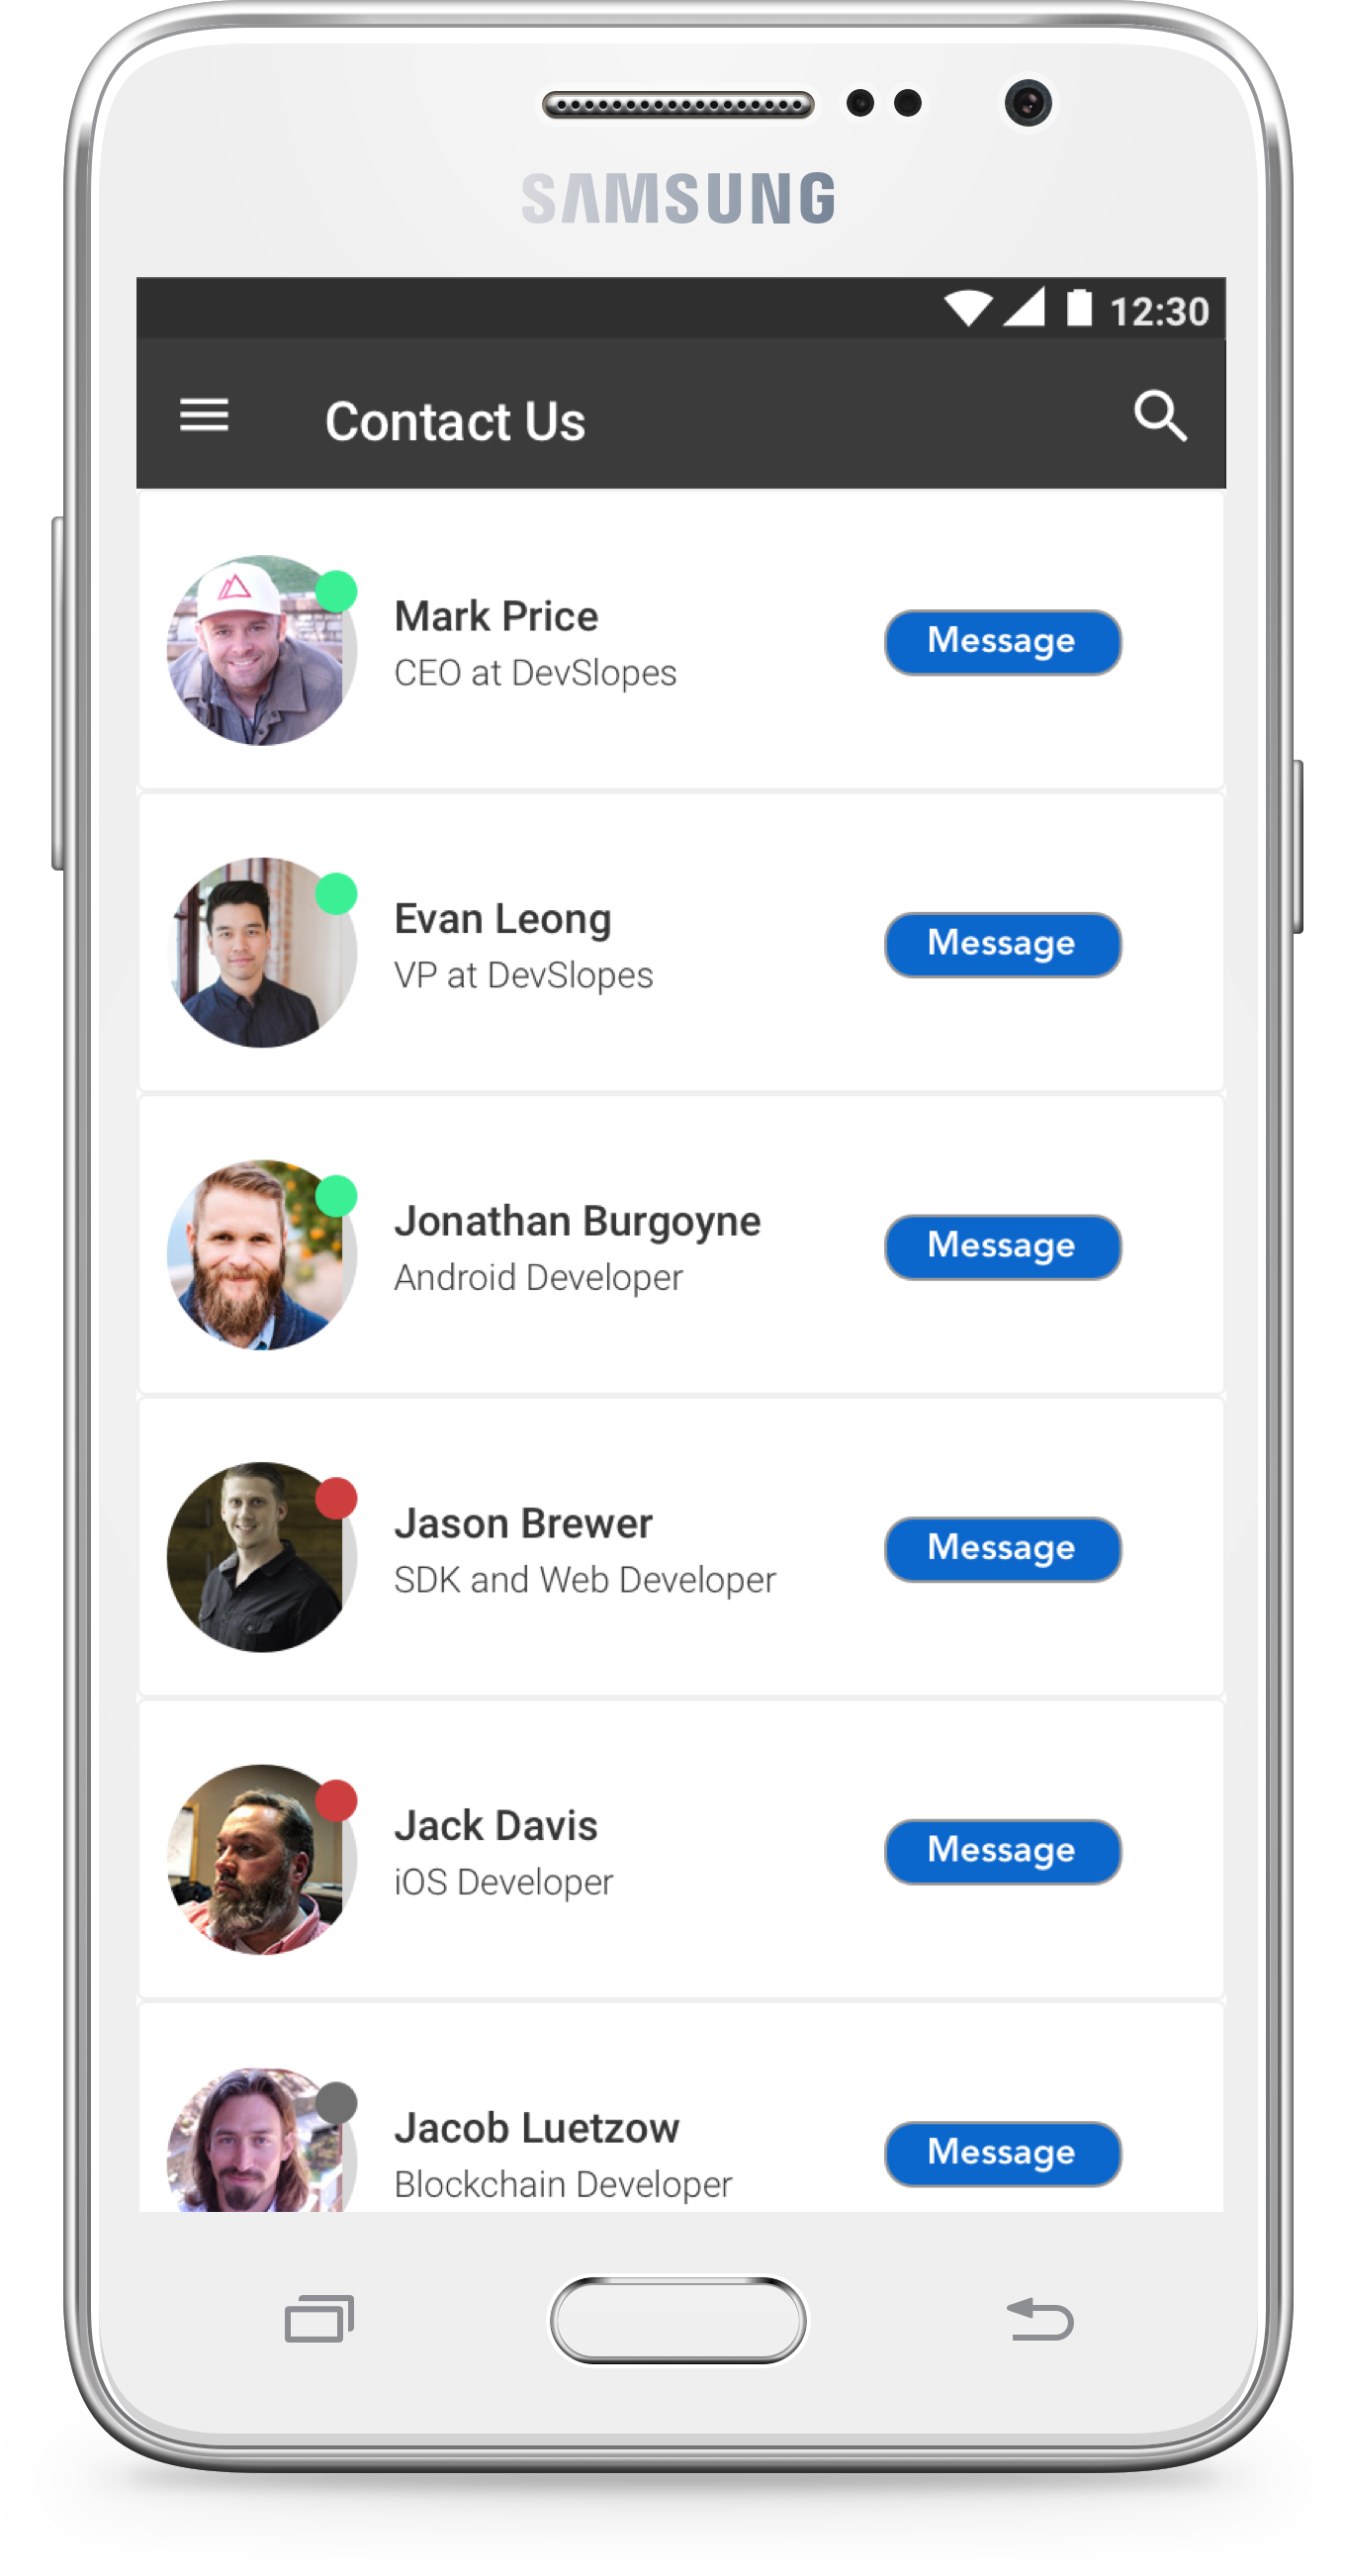 SAMSUNG
12:30
Contact Us
Mark Price
CEO at DevSlopes
Message
Evan Leong
VP at DevSlopes
Message
Jonathan Burgoyne
Android Developer
Message
Jason Brewer
SDK and Web Developer
Message
Jack Davis
iOS Developer
Message
Jacob Luetzow
Blockchain Developer
Message